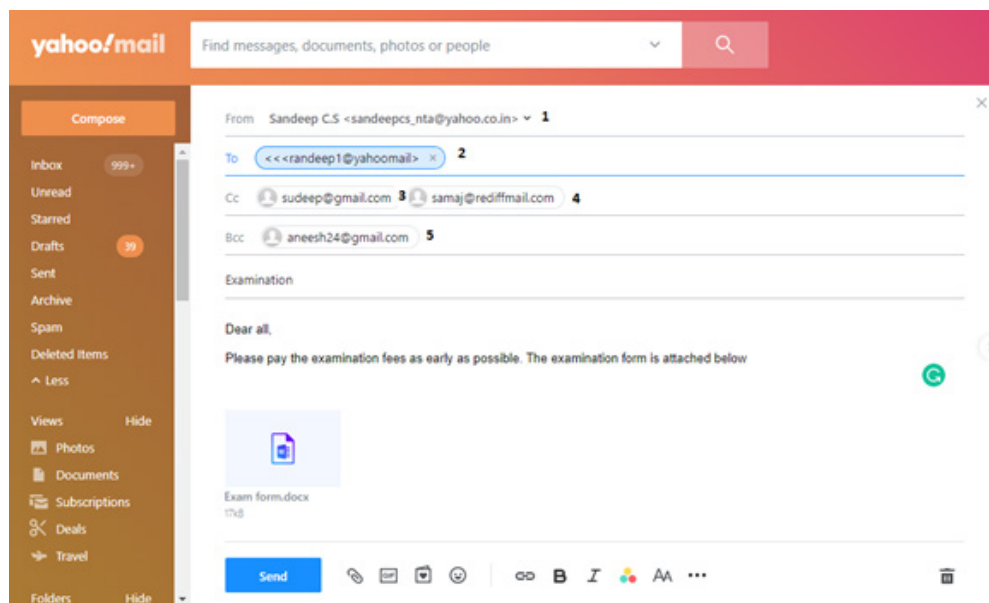 yahoo!mail
Find messages, documents, photos or people
Compose
Inbox 999+
Unread
Starred
Drafts 39
Sent
Archive
Spam
Deleted Items
Less
Views Hide
Photos
Documents
Subscriptions
Deals
Travel
Folders Hide
From Sandeep C.S <sandeepcs_nta@yahoo.co.in> 1
To <<<randeep1@yahoomail> × 2
Cc sudeep@gmail.com 3 samaj@rediffmail.com 4
Bcc aneesh24@gmail.com 5
Examination
Dear all,
Please pay the examination fees as early as possible. The examination form is attached below
Exam form.docx
17kB
Send GIF B I AA